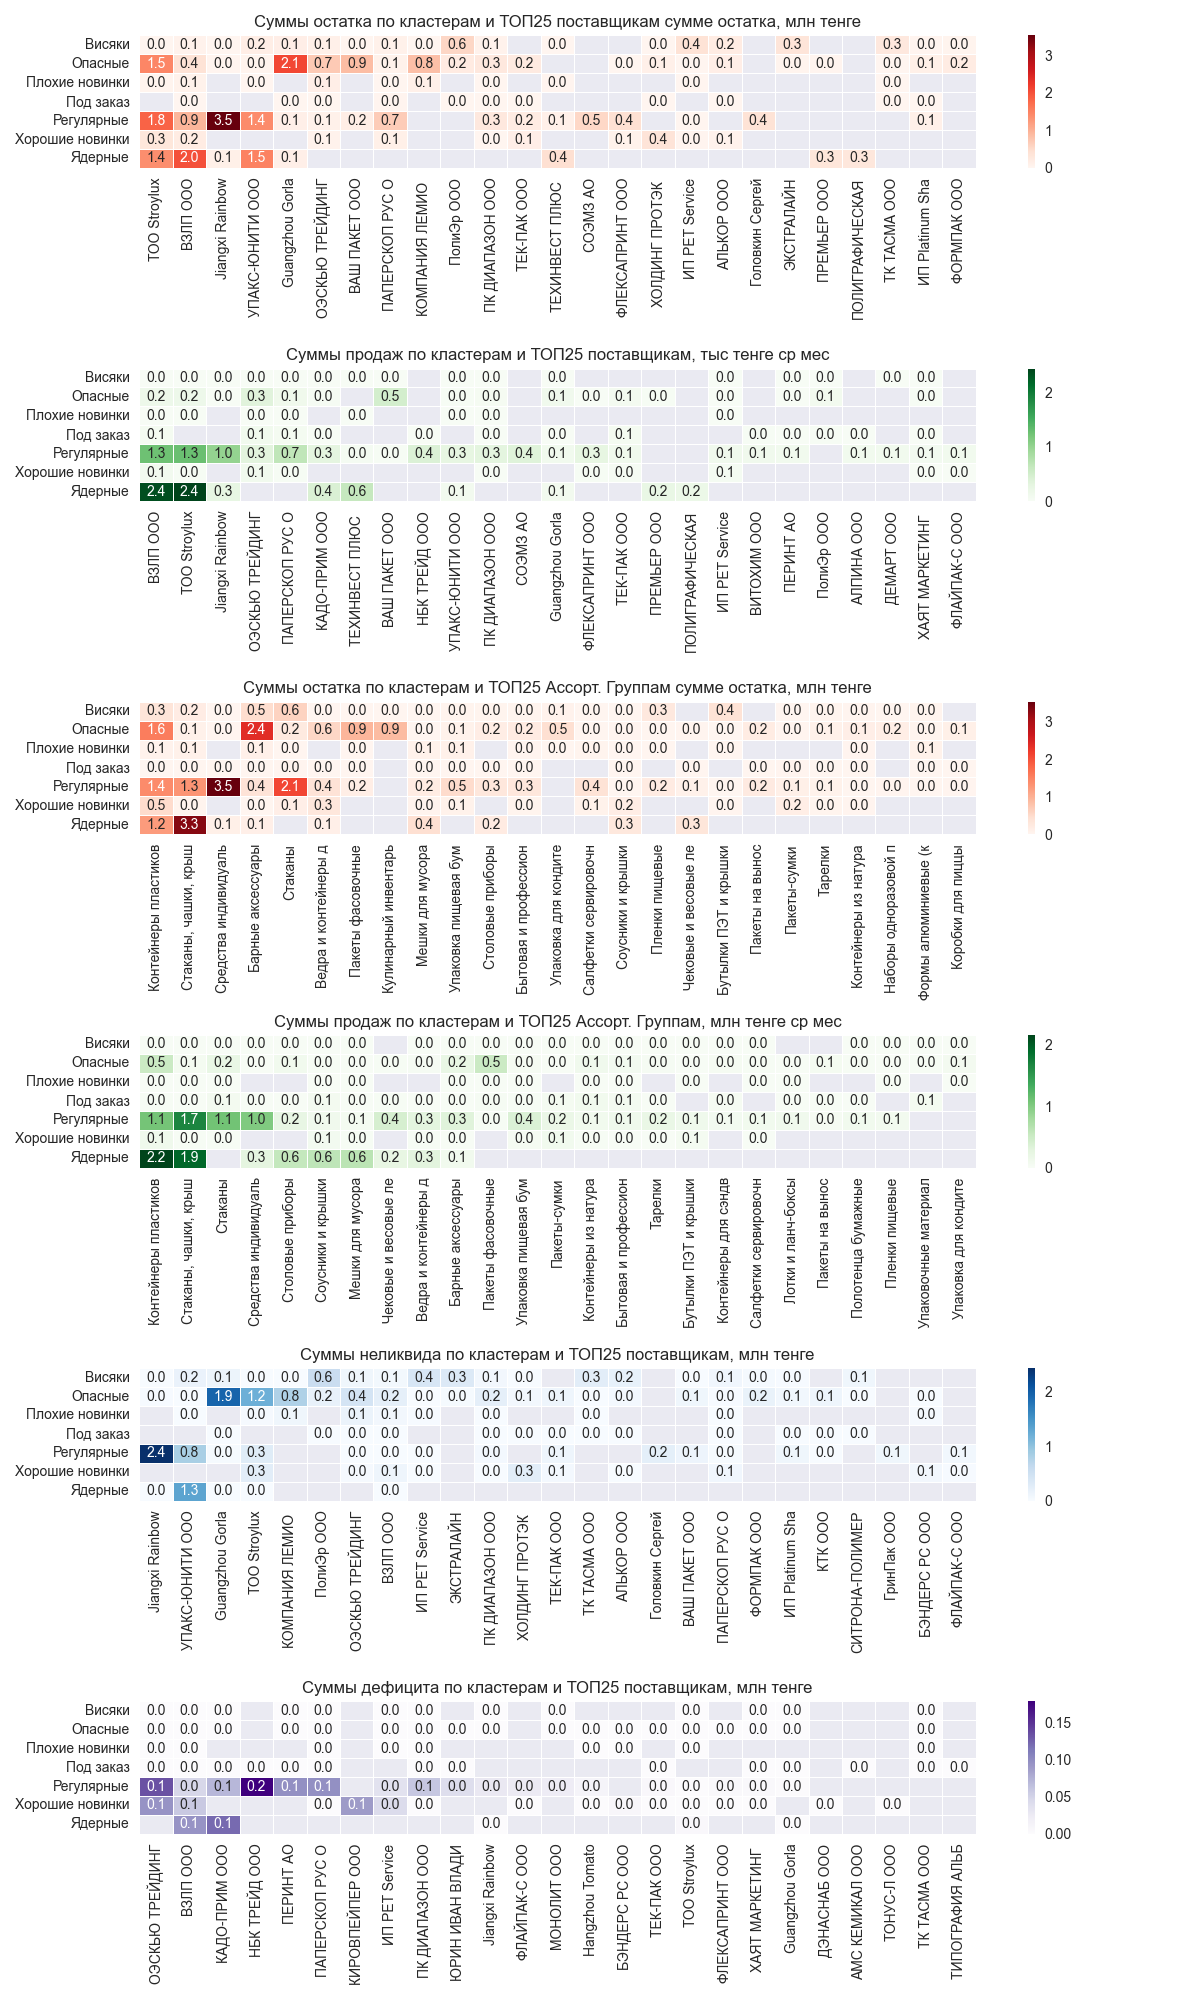 Суммы остатка по кластерам и ТОП25 поставщикам сумме остатка, млн тенге
Висяки 0.0 0.1 0.0 0.2 0.1 0.1 0.0 0.1 0.0 0.6 0.1 0.0 0.0 0.4 0.2 0.3 0.3 0.0 0.0
Опасные 1.5 0.4 0.0 0.0 2.1 0.7 0.9 0.1 0.8 0.2 0.3 0.2 0.0 0.1 0.0 0.1 0.0 0.0 0.0 0.1 0.2
Плохие новинки 0.0 0.1 0.1 0.0 0.1 0.0 0.0 0.0 0.0
Под заказ 0.0 0.0 0.0 0.0 0.0 0.0 0.0 0.0 0.0 0.0 0.0
Регулярные 1.8 0.9 3.5 1.4 0.1 0.1 0.2 0.7 0.3 0.2 0.1 0.5 0.4 0.0 0.4 0.1
Хорошие новинки 0.3 0.2 0.1 0.1 0.0 0.1 0.2 0.4 0.0 0.1
Ядерные 1.4 2.0 0.1 1.5 0.1 0.4 0.3 0.3
3
2
1
0
ТОО Stroylux
ВЗЛП ООО
Jiangxi Rainbow
УПАКС-ЮНИТИ ООО
Guangzhou Gorla
ОЭСКЬЮ ТРЕЙДИНГ
ВАШ ПАКЕТ ООО
ПАПЕРСКОП РУС О
КОМПАНИЯ ЛЕМИО
ПолиЭр ООО
ПК ДИАПАЗОН ООО
ТЕК-ПАК ООО
ТЕХИНВЕСТ ПЛЮС
СОЭМЗ АО
ФЛЕКСАПРИНТ ООО
ХОЛДИНГ ПРОТЭК
ИП РЕТ Service
АЛЬКОР ООО
Головкин Сергей
ЭКСТРАЛАЙН
ПРЕМЬЕР ООО
ПОЛИГРАФИЧЕСКАЯ
ТК ТАСМА ООО
ИП Platinum Sha
ФОРМПАК ООО
Суммы продаж по кластерам и ТОП25 поставщикам, тыс тенге ср мес
Висяки 0.0 0.0 0.0 0.0 0.0 0.0 0.0 0.0 0.0 0.0 0.0 0.0 0.0 0.0 0.0 0.0
Опасные 0.2 0.2 0.0 0.3 0.1 0.0 0.5 0.0 0.0 0.1 0.0 0.1 0.0 0.0 0.0 0.1 0.0
Плохие новинки 0.0 0.0 0.0 0.0 0.0 0.0 0.0 0.0
Под заказ 0.1 0.1 0.1 0.0 0.0 0.0 0.0 0.1 0.0 0.0 0.0 0.0 0.0
Регулярные 1.3 1.3 1.0 0.3 0.7 0.3 0.0 0.0 0.4 0.3 0.3 0.4 0.1 0.3 0.1 0.1 0.1 0.1 0.1 0.1 0.1 0.1
Хорошие новинки 0.1 0.0 0.1 0.0 0.0 0.0 0.0 0.1 0.0 0.0
Ядерные 2.4 2.4 0.3 0.4 0.6 0.1 0.1 0.2 0.2
2
1
0
ВЗЛП ООО
ТОО Stroylux
Jiangxi Rainbow
ОЭСКЬЮ ТРЕЙДИНГ
ПАПЕРСКОП РУС О
КАДО-ПРИМ ООО
ТЕХИНВЕСТ ПЛЮС
ВАШ ПАКЕТ ООО
НБК ТРЕЙД ООО
УПАКС-ЮНИТИ ООО
ПК ДИАПАЗОН ООО
СОЭМЗ АО
Guangzhou Gorla
ФЛЕКСАПРИНТ ООО
ТЕК-ПАК ООО
ПРЕМЬЕР ООО
ПОЛИГРАФИЧЕСКАЯ
ИП РЕТ Service
ВИТОХИМ ООО
ПЕРИНТ АО
ПолиЭр ООО
АЛПИНА ООО
ДЕМАРТ ООО
ХАЯТ МАРКЕТИНГ
ФЛАЙПАК-С ООО
Суммы остатка по кластерам и ТОП25 Ассорт. Группам сумме остатка, млн тенге
Висяки 0.3 0.2 0.0 0.5 0.6 0.0 0.0 0.0 0.0 0.0 0.0 0.0 0.1 0.0 0.0 0.3 0.4 0.0 0.0 0.0 0.0 0.0 0.0
Опасные 1.6 0.1 0.0 2.4 0.2 0.6 0.9 0.9 0.0 0.1 0.2 0.2 0.5 0.0 0.0 0.0 0.0 0.0 0.2 0.0 0.1 0.1 0.2 0.0 0.1
Плохие новинки 0.1 0.1 0.1 0.0 0.0 0.1 0.1 0.0 0.0 0.0 0.0 0.0 0.0 0.0 0.1
Под заказ 0.0 0.0 0.0 0.0 0.0 0.0 0.0 0.0 0.0 0.0 0.0 0.0 0.0 0.0 0.0 0.0 0.0 0.0 0.0 0.0
Регулярные 1.4 1.3 3.5 0.4 2.1 0.4 0.2 0.2 0.5 0.3 0.3 0.4 0.0 0.2 0.1 0.0 0.2 0.1 0.1 0.0 0.0 0.0 0.0
Хорошие новинки 0.5 0.0 0.0 0.1 0.3 0.0 0.1 0.0 0.1 0.2 0.0 0.2 0.0 0.0
Ядерные 1.2 3.3 0.1 0.1 0.1 0.4 0.2 0.3 0.3
3
2
1
0
Контейнеры пластиков
Стаканы, чашки, крыш
Средства индивидуаль
Барные аксессуары
Стаканы
Ведра и контейнеры д
Пакеты фасовочные
Кулинарный инвентарь
Мешки для мусора
Упаковка пищевая бум
Столовые приборы
Бытовая и профессион
Упаковка для кондите
Салфетки сервировочн
Соусники и крышки
Пленки пищевые
Чековые и весовые ле
Бутылки ПЭТ и крышки
Пакеты на вынос
Пакеты-сумки
Тарелки
Контейнеры из натура
Наборы одноразовой п
Формы алюминиевые (к
Коробки для пиццы
Суммы продаж по кластерам и ТОП25 Ассорт. Группам, млн тенге ср мес
Висяки 0.0 0.0 0.0 0.0 0.0 0.0 0.0 0.0 0.0 0.0 0.0 0.0 0.0 0.0 0.0 0.0 0.0 0.0 0.0 0.0 0.0 0.0
Опасные 0.5 0.1 0.2 0.0 0.1 0.0 0.0 0.0 0.0 0.2 0.5 0.0 0.0 0.1 0.1 0.0 0.0 0.0 0.0 0.0 0.1 0.0 0.0 0.0 0.1
Плохие новинки 0.0 0.0 0.0 0.0 0.0 0.0 0.0 0.0 0.0 0.0 0.0 0.0 0.0 0.0
Под заказ 0.0 0.0 0.1 0.0 0.0 0.1 0.0 0.0 0.0 0.0 0.0 0.0 0.1 0.1 0.1 0.0 0.0 0.0 0.0 0.0 0.1
Регулярные 1.1 1.7 1.1 1.0 0.2 0.1 0.1 0.4 0.3 0.3 0.0 0.4 0.2 0.1 0.1 0.2 0.1 0.1 0.1 0.1 0.0 0.1 0.1
Хорошие новинки 0.1 0.0 0.0 0.1 0.0 0.0 0.0 0.0 0.1 0.0 0.0 0.0 0.1 0.0
Ядерные 2.2 1.9 0.3 0.6 0.6 0.6 0.2 0.3 0.1
2
1
0
Контейнеры пластиков
Стаканы, чашки, крыш
Стаканы
Средства индивидуаль
Столовые приборы
Соусники и крышки
Мешки для мусора
Чековые и весовые ле
Ведра и контейнеры д
Барные аксессуары
Пакеты фасовочные
Упаковка пищевая бум
Пакеты-сумки
Контейнеры из натура
Бытовая и профессион
Тарелки
Бутылки ПЭТ и крышки
Контейнеры для сэндв
Салфетки сервировочн
Лотки и ланч-боксы
Пакеты на вынос
Полотенца бумажные
Пленки пищевые
Упаковочные материал
Упаковка для кондите
Суммы неликвида по кластерам и ТОП25 поставщикам, млн тенге
Висяки 0.0 0.2 0.1 0.0 0.0 0.6 0.1 0.1 0.4 0.3 0.1 0.0 0.3 0.2 0.0 0.1 0.0 0.0 0.1
Опасные 0.0 0.0 1.9 1.2 0.8 0.2 0.4 0.2 0.0 0.0 0.2 0.1 0.1 0.0 0.0 0.1 0.0 0.2 0.1 0.1 0.0 0.0
Плохие новинки 0.0 0.0 0.1 0.1 0.1 0.0 0.0 0.0 0.0 0.0
Под заказ 0.0 0.0 0.0 0.0 0.0 0.0 0.0 0.0 0.0 0.0 0.0 0.0 0.0
Регулярные 2.4 0.8 0.0 0.3 0.0 0.0 0.0 0.0 0.0 0.1 0.2 0.1 0.0 0.1 0.0 0.1 0.1
Хорошие новинки 0.3 0.0 0.1 0.0 0.0 0.3 0.1 0.0 0.1 0.1 0.0
Ядерные 0.0 1.3 0.0 0.0 0.0
2
1
0
Jiangxi Rainbow
УПАКС-ЮНИТИ ООО
Guangzhou Gorla
ТОО Stroylux
КОМПАНИЯ ЛЕМИО
ПолиЭр ООО
ОЭСКЬЮ ТРЕЙДИНГ
ВЗЛП ООО
ИП РЕТ Service
ЭКСТРАЛАЙН
ПК ДИАПАЗОН ООО
ХОЛДИНГ ПРОТЭК
ТЕК-ПАК ООО
ТК ТАСМА ООО
АЛЬКОР ООО
Головкин Сергей
ВАШ ПАКЕТ ООО
ПАПЕРСКОП РУС О
ФОРМПАК ООО
ИП Platinum Sha
КТК ООО
СИТРОНА-ПОЛИМЕР
ГринПак ООО
БЭНДЕРС РС ООО
ФЛАЙПАК-С ООО
Суммы дефицита по кластерам и ТОП25 поставщикам, млн тенге
Висяки 0.0 0.0 0.0 0.0 0.0 0.0 0.0 0.0 0.0 0.0 0.0 0.0 0.0
Опасные 0.0 0.0 0.0 0.0 0.0 0.0 0.0 0.0 0.0 0.0 0.0 0.0 0.0 0.0 0.0 0.0 0.0 0.0
Плохие новинки 0.0 0.0 0.0 0.0 0.0 0.0 0.0 0.0 0.0
Под заказ 0.0 0.0 0.0 0.0 0.0 0.0 0.0 0.0 0.0 0.0 0.0 0.0 0.0 0.0 0.0 0.0
Регулярные 0.1 0.0 0.1 0.2 0.1 0.1 0.0 0.1 0.0 0.0 0.0 0.0 0.0 0.0 0.0 0.0 0.0 0.0 0.0
Хорошие новинки 0.1 0.1 0.0 0.1 0.0 0.0 0.0 0.0 0.0 0.0 0.0 0.0 0.0 0.0 0.0 0.0
Ядерные 0.1 0.1 0.0 0.0 0.0
0.15
0.10
0.05
0.00
ОЭСКЬЮ ТРЕЙДИНГ
ВЗЛП ООО
КАДО-ПРИМ ООО
НБК ТРЕЙД ООО
ПЕРИНТ АО
ПАПЕРСКОП РУС О
КИРОВПЕЙПЕР ООО
ИП РЕТ Service
ПК ДИАПАЗОН ООО
ЮРИН ИВАН ВЛАДИ
Jiangxi Rainbow
ФЛАЙПАК-С ООО
МОНОЛИТ ООО
Hangzhou Tomato
БЭНДЕРС РС ООО
ТЕК-ПАК ООО
ТОО Stroylux
ФЛЕКСАПРИНТ ООО
ХАЯТ МАРКЕТИНГ
Guangzhou Gorla
ДЭНАСНАБ ООО
АМС КЕМИКАЛ ООО
ТОНУС-Л ООО
ТК ТАСМА ООО
ТИПОГРАФИЯ АЛЬБ